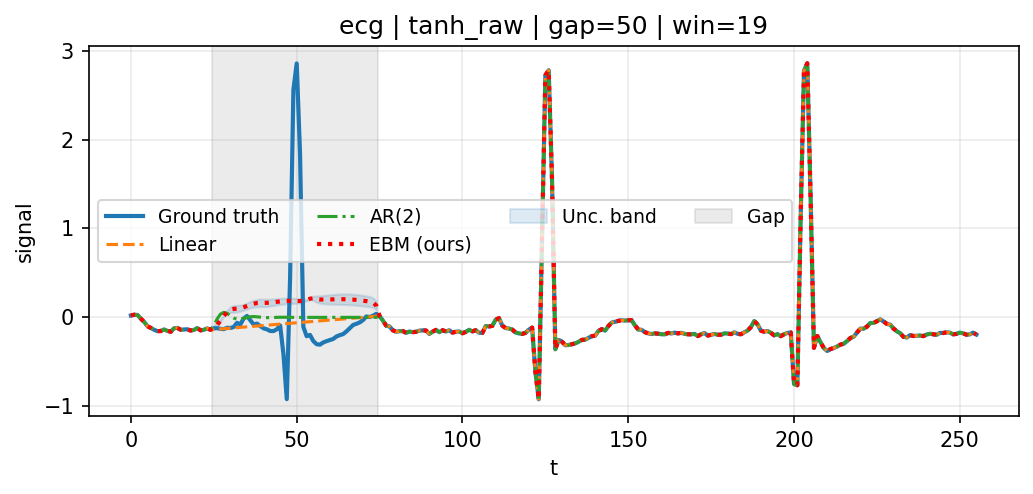 ecg | tanh_raw | gap=50 | win=19
3
2
1
0
−1
signal
Ground truth
Linear
AR(2)
EBM (ours)
Unc. band
Gap
0 50 100 150 200 250
t